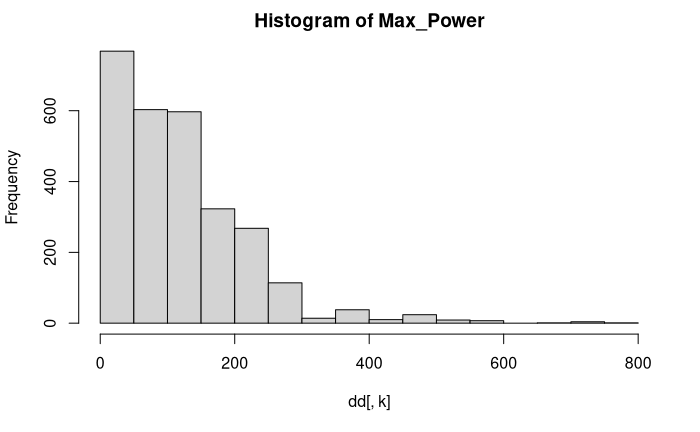 Histogram of Max_Power
Frequency
600
400
200
0
0 200 400 600 800
dd[, k]